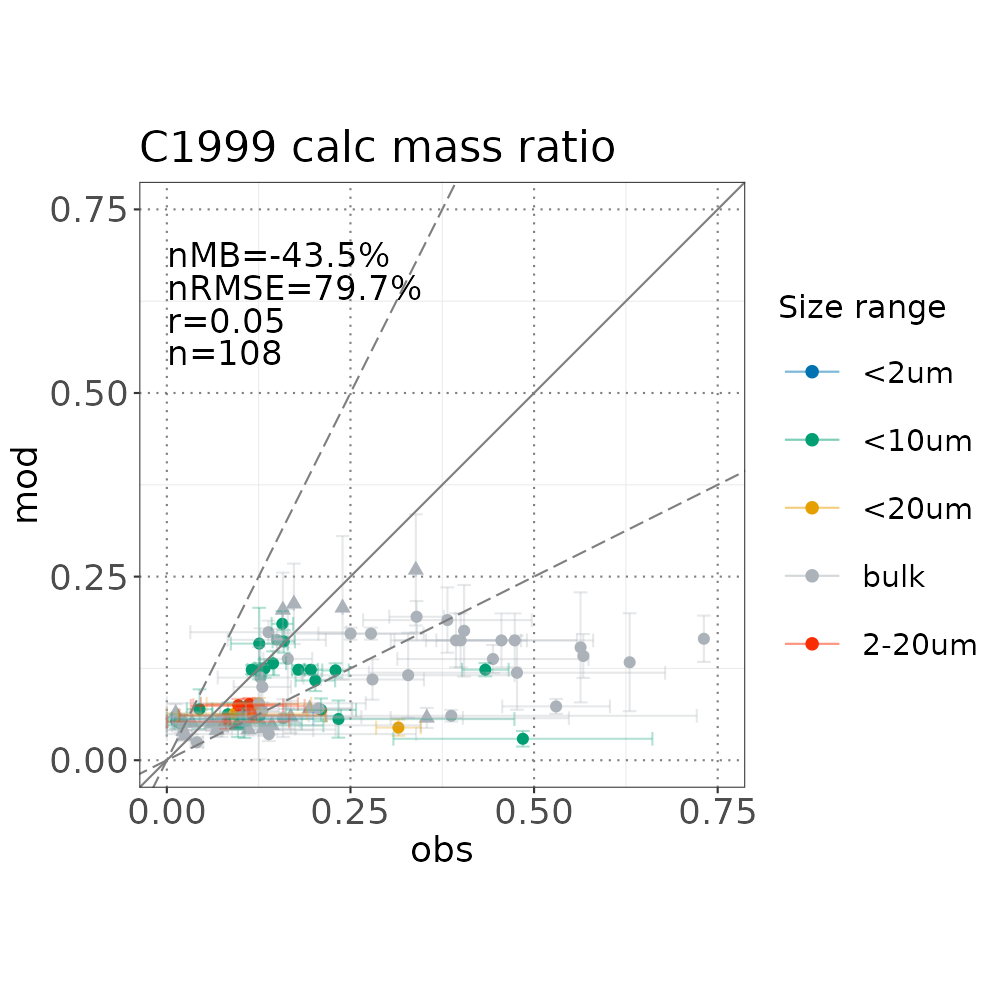 C1999 calc mass ratio
nMB=-43.5%
nRMSE=79.7%
r=0.05
n=108
0.75
0.50
0.25
0.00
mod
0.00 0.25 0.50 0.75
obs
Size range
<2um
<10um
<20um
bulk
2-20um